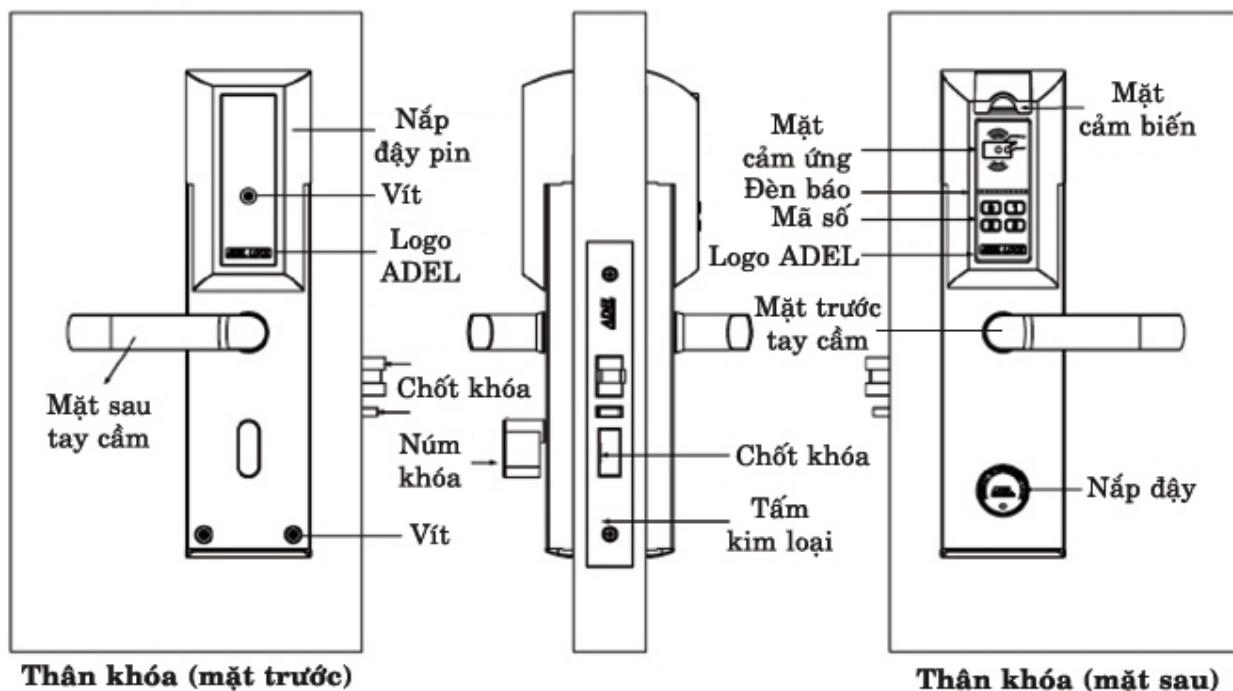 Nắp
đậy pin
Vít
Logo
ADEL
Mặt sau
tay cầm
Chốt khóa
Núm
khóa
Vít
Thân khóa (mặt trước)
Chốt khóa
Tấm
kim loại
Mặt
cảm biến
Mặt
cảm ứng
Đèn báo
Mã số
Logo ADEL
Mặt trước
tay cầm
Nắp đậy
Thân khóa (mặt sau)